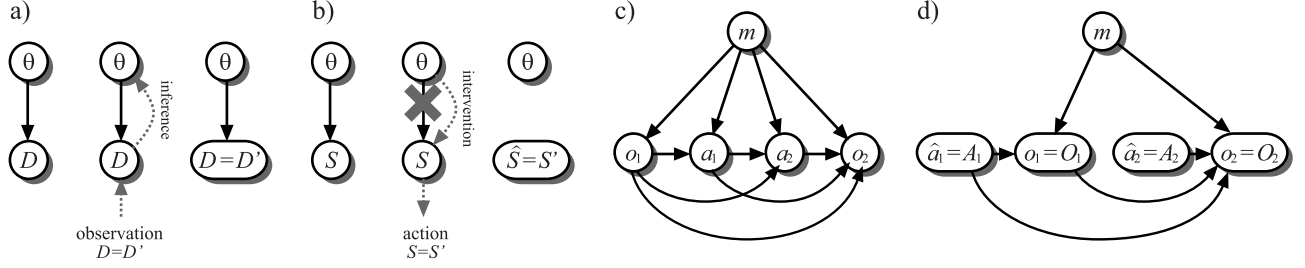 a)
θ
θ
θ
inference
D
D
D=D'
observation
D=D'
b)
θ
θ
θ
intervention
S
S
Ŝ=S'
action
S=S'
c)
m
o₁
a₁
a₂
o₂
d)
m
â₁=A₁
o₁=O₁
â₂=A₂
o₂=O₂